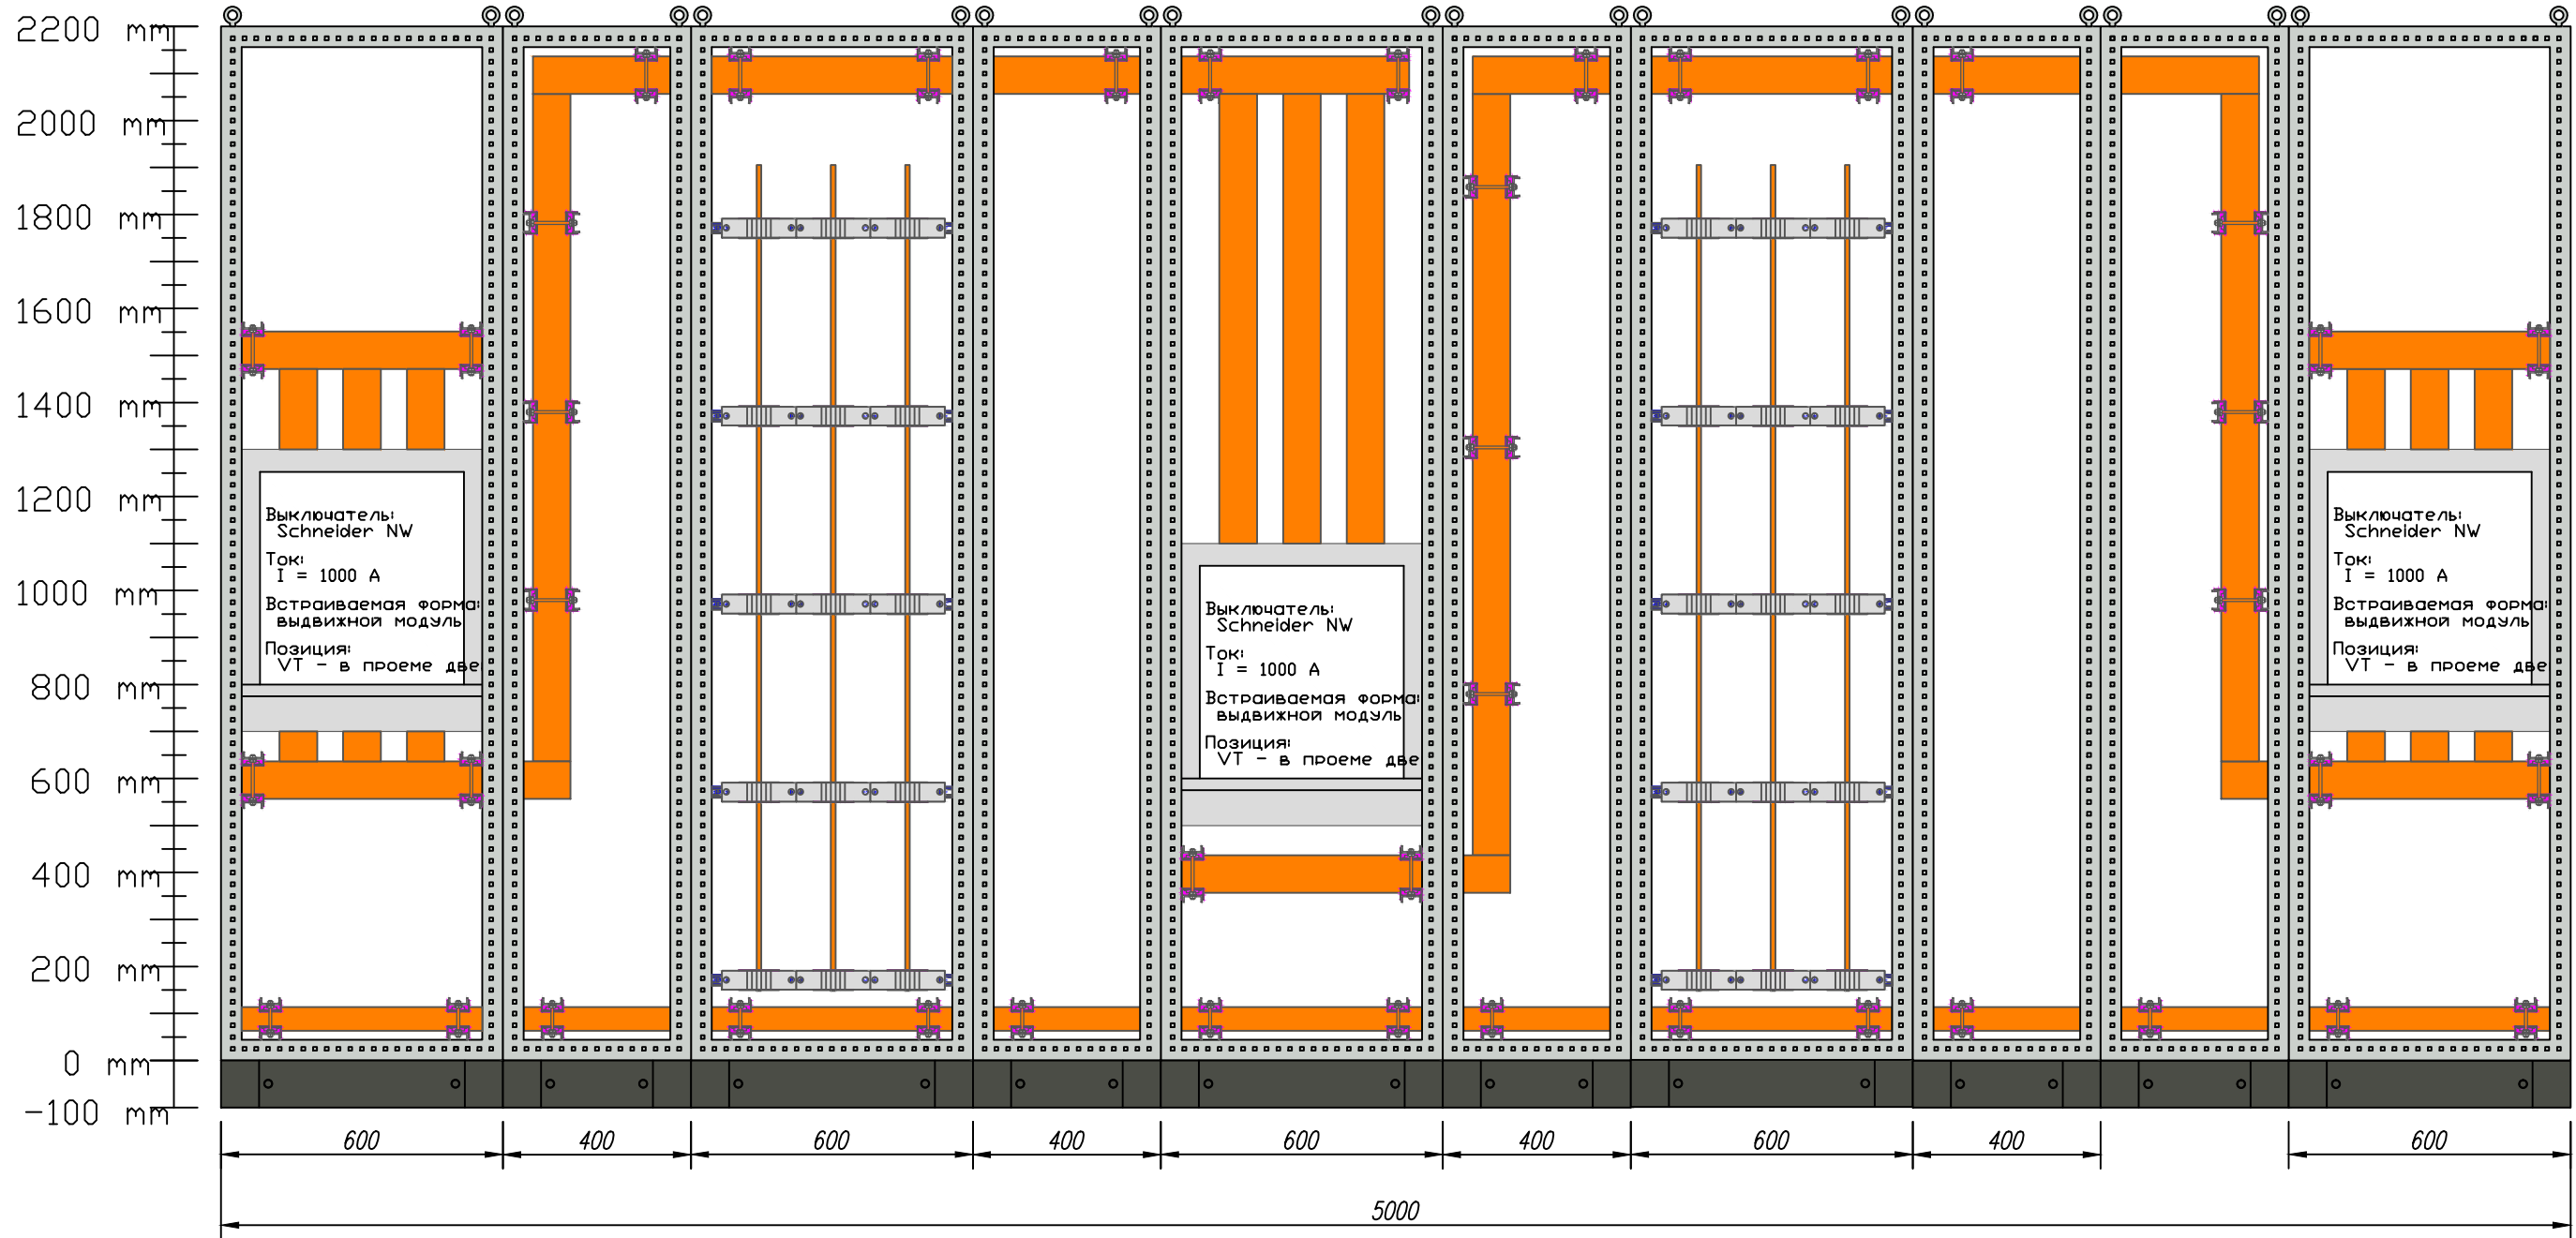 2200 mm
2000 mm
1800 mm
1600 mm
1400 mm
1200 mm
1000 mm
800 mm
600 mm
400 mm
200 mm
0 mm
-100 mm
Выключатель:
Schneider NW
Ток:
I = 1000 A
Встраиваемая форма:
выдвижной модуль
Позиция:
VT - в проеме две
Выключатель:
Schneider NW
Ток:
I = 1000 A
Встраиваемая форма:
выдвижной модуль
Позиция:
VT - в проеме две
Выключатель:
Schneider NW
Ток:
I = 1000 A
Встраиваемая форма:
выдвижной модуль
Позиция:
VT - в проеме две
600 400 600 400 600 400 600 400 600
5000